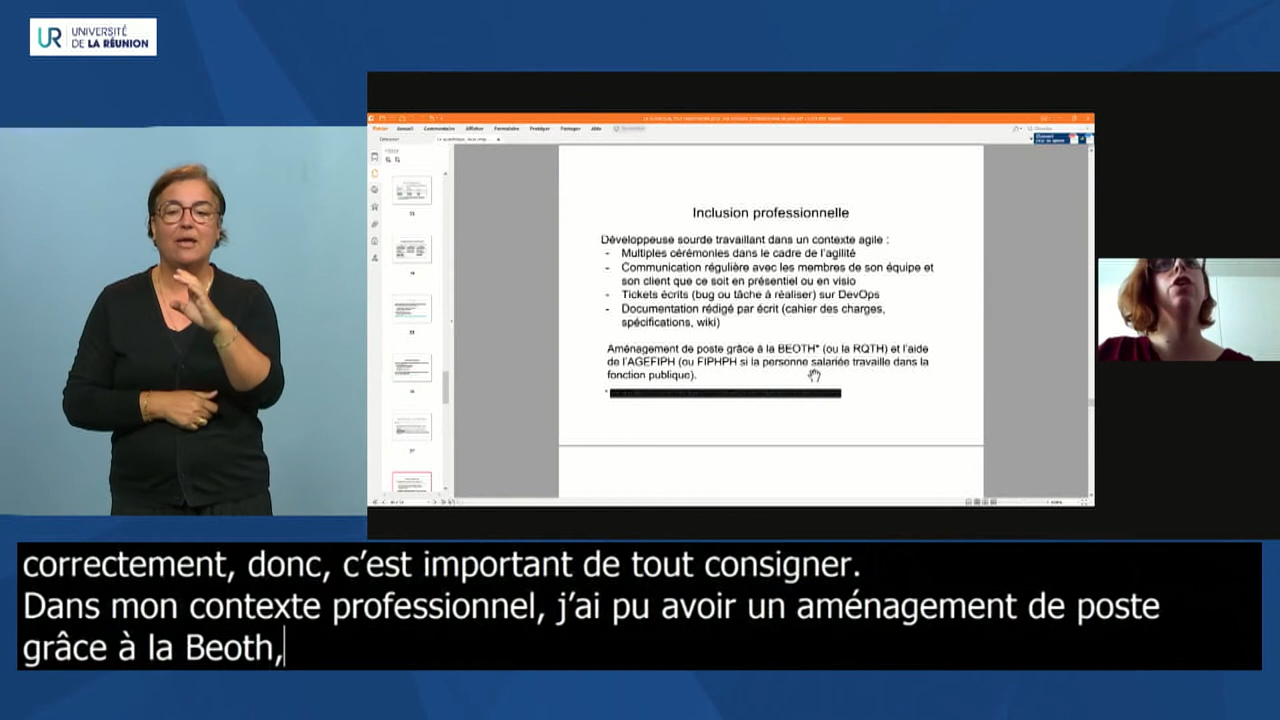 UR UNIVERSITÉ
DE LA RÉUNION
Inclusion professionnelle
Développeuse sourde travaillant dans un contexte agile :
- Multiples cérémonies dans le cadre de l'agilité
- Communication régulière avec les membres de son équipe et
son client que ce soit en présentiel ou en visio
- Tickets écrits (bug ou tâche à réaliser) sur DevOps
- Documentation rédigé par écrit (cahier des charges,
spécifications, wiki)
Aménagement de poste grâce à la BEOTH* (ou la RQTH) et l'aide
de l'AGEFIPH (ou FIPHPH si la personne salariée travaille dans la
fonction publique).
*
correctement, donc, c’est important de tout consigner.
Dans mon contexte professionnel, j’ai pu avoir un aménagement de poste
grâce à la Beoth,